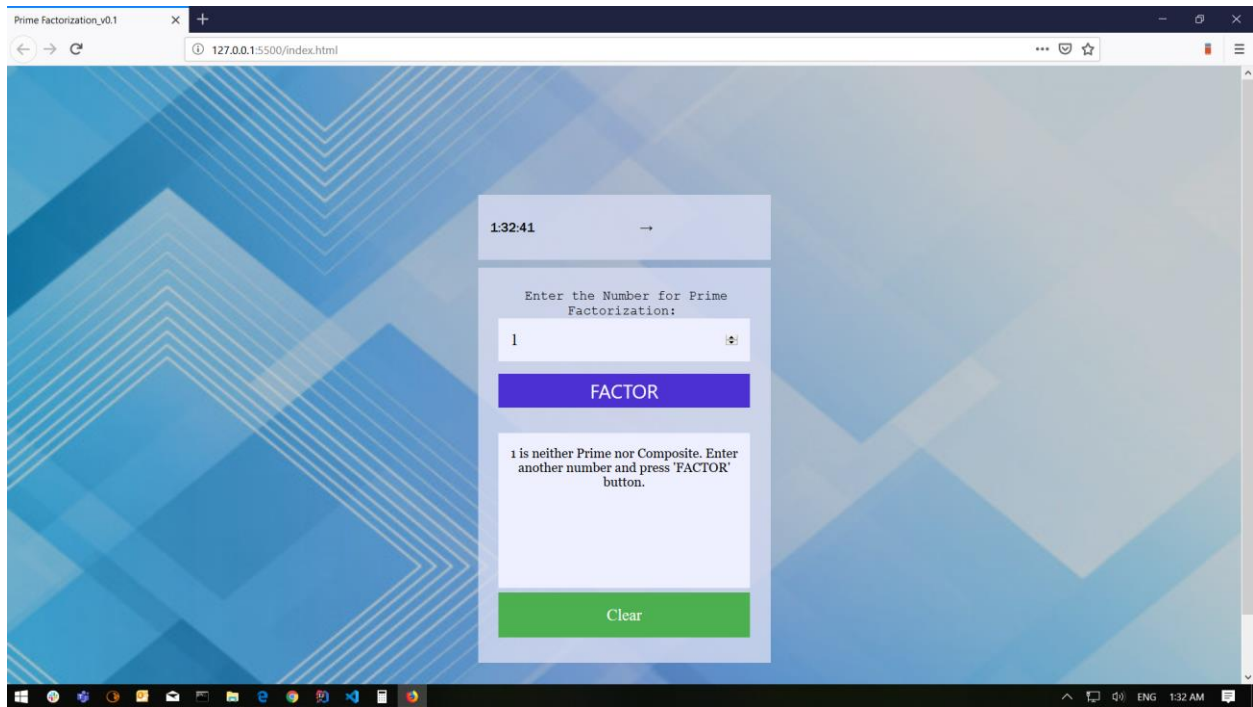 Prime Factorization_v0.1
127.0.0.1:5500/index.html
1:32:41 →
Enter the Number for Prime
Factorization:
1
FACTOR
1 is neither Prime nor Composite. Enter
another number and press 'FACTOR'
button.
Clear
ENG 1:32 AM